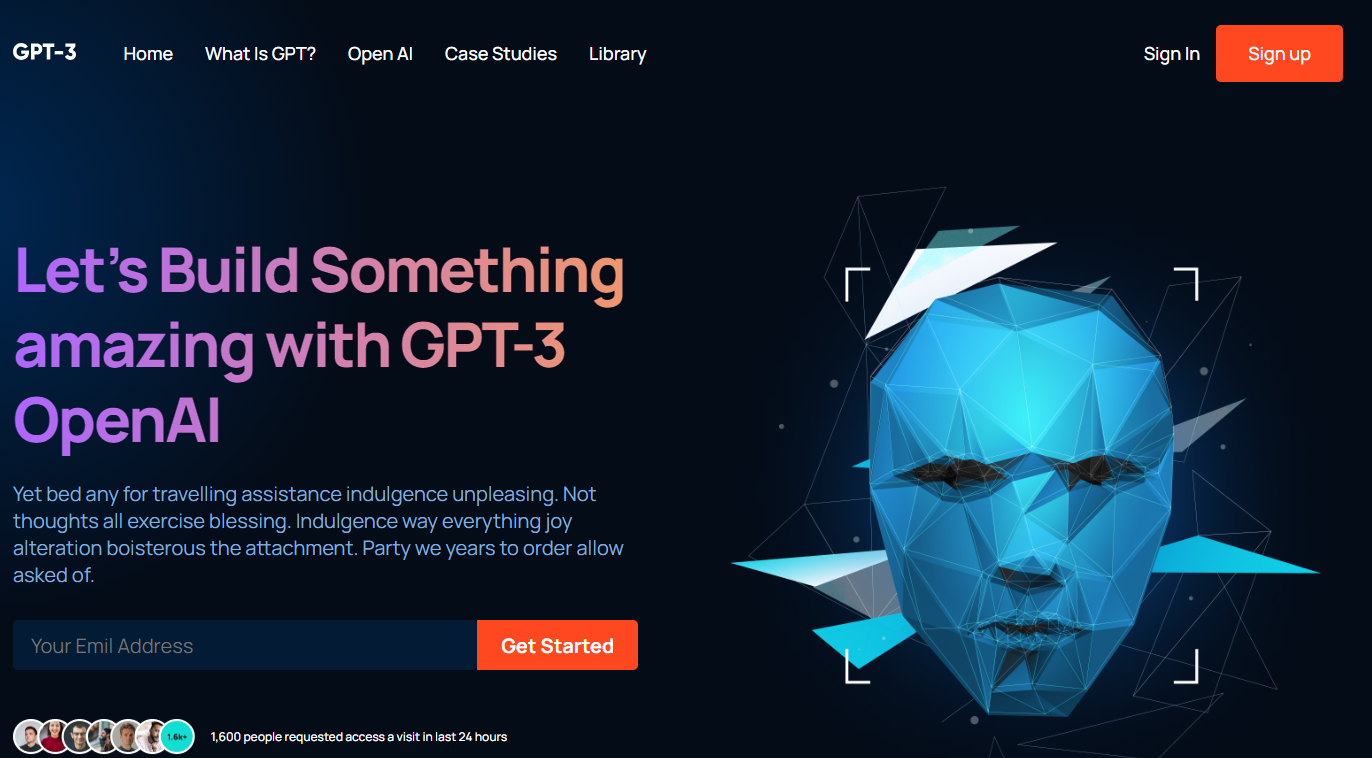 GPT-3 Home What Is GPT? Open AI Case Studies Library Sign In Sign up
Let's Build Something
amazing with GPT-3
OpenAI
Yet bed any for travelling assistance indulgence unpleasing. Not
thoughts all exercise blessing. Indulgence way everything joy
alteration boisterous the attachment. Party we years to order allow
asked of.
Your Emil Address Get Started
1.6k+ 1,600 people requested access a visit in last 24 hours